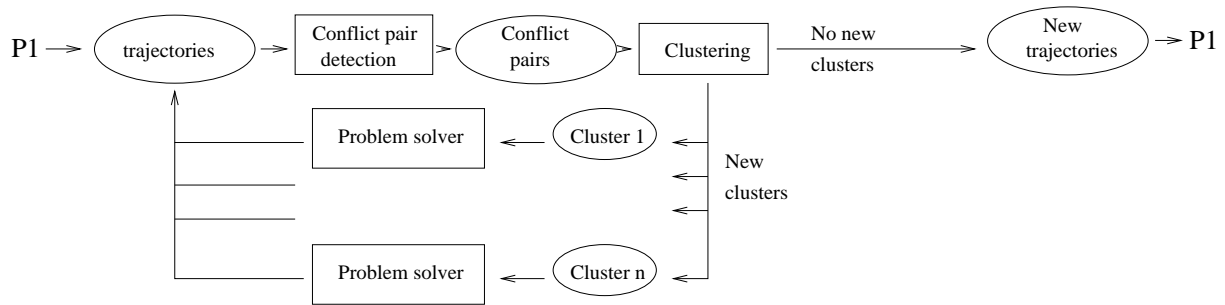 P1
trajectories
Conflict pair
detection
Conflict
pairs
Clustering
No new
clusters
New
trajectories
P1
Problem solver
Cluster 1
New
clusters
Problem solver
Cluster n